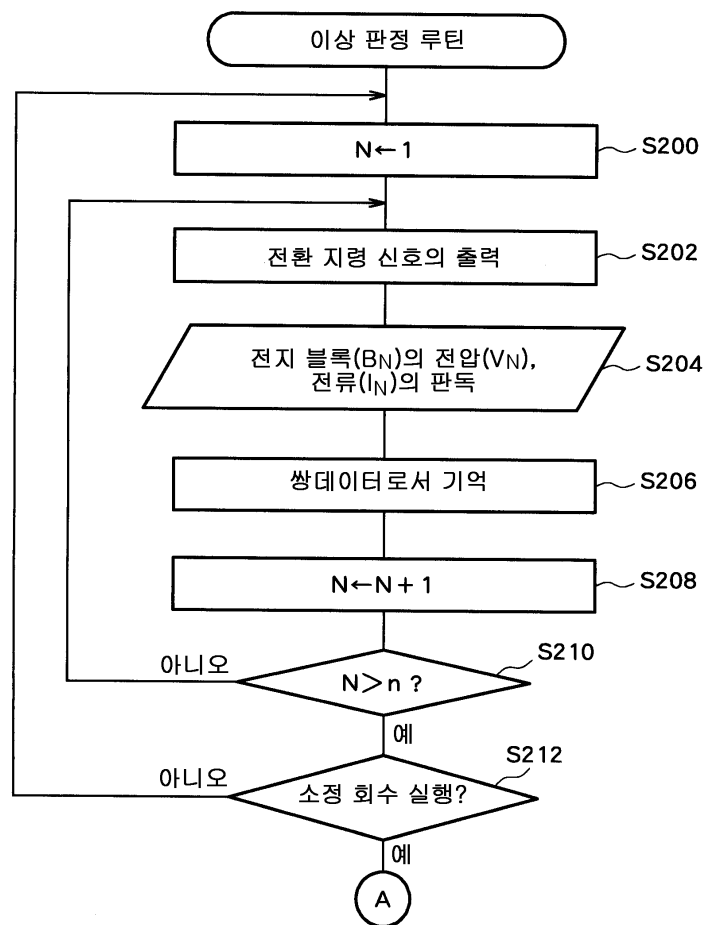 이상 판정 루틴
N←1
S200
전환 지령 신호의 출력
S202
전지 블록(BN)의 전압(VN),
전류(IN)의 판독
S204
쌍데이터로서 기억
S206
N←N+1
S208
N>n ?
S210
아니오
예
소정 회수 실행?
S212
아니오
예
A